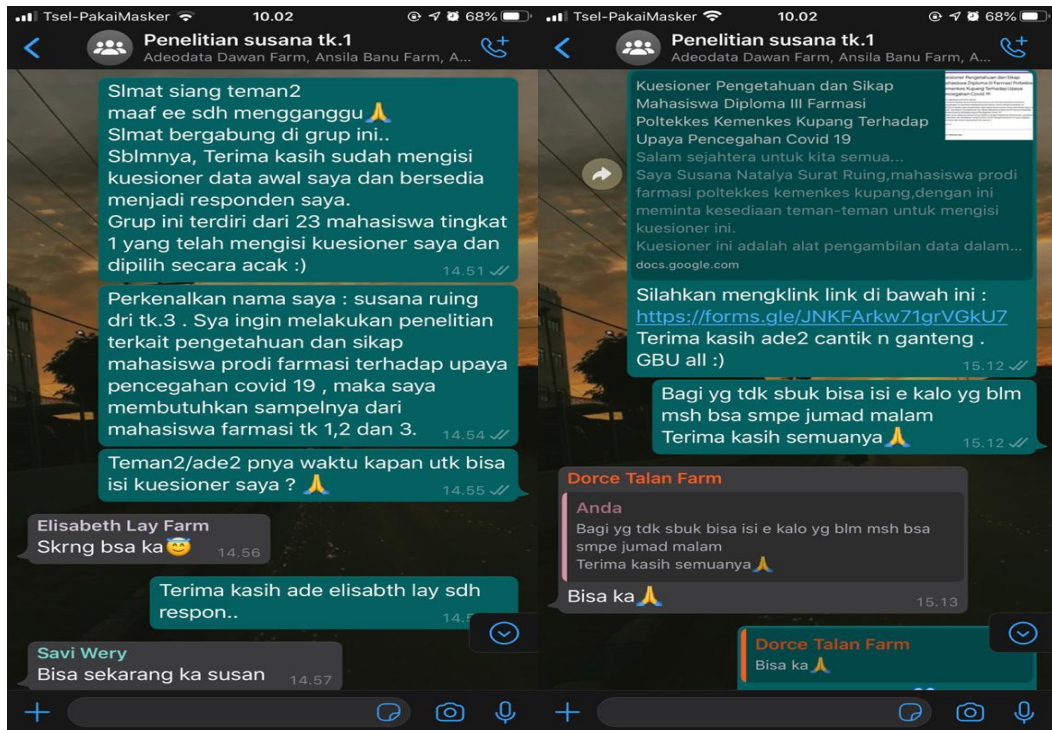 Tsel-PakaiMasker
10.02
68%
Penelitian susana tk.1
Adeodata Dawan Farm, Ansila Banu Farm, A...
Slmat siang teman2
maaf ee sdh mengganggu🙏
Slmat bergabung di grup ini..
Sblmnya, Terima kasih sudah mengisi
kuesioner data awal saya dan bersedia
menjadi responden saya.
Grup ini terdiri dari 23 mahasiswa tingkat
1 yang telah mengisi kuesioner saya dan
dipilih secara acak :)
14.51
Perkenalkan nama saya : susana ruing
dri tk.3 . Sya ingin melakukan penelitian
terkait pengetahuan dan sikap
mahasiswa prodi farmasi terhadap upaya
pencegahan covid 19 , maka saya
membutuhkan sampelnya dari
mahasiswa farmasi tk 1,2 dan 3.
14.54
Teman2/ade2 pnya waktu kapan utk bisa
isi kuesioner saya ? 🙏
14.55
Elisabeth Lay Farm
Skrng bsa ka😇
14.56
Terima kasih ade elisabth lay sdh
respon..
Savi Wery
Bisa sekarang ka susan
14.57
Tsel-PakaiMasker
10.02
68%
Penelitian susana tk.1
Adeodata Dawan Farm, Ansila Banu Farm, A...
Kuesioner Pengetahuan dan Sikap
Mahasiswa Diploma III Farmasi
Poltekkes Kemenkes Kupang Terhadap
Upaya Pencegahan Covid 19
Salam sejahtera untuk kita semua...
Saya Susana Natalya Surat Ruing,mahasiswa prodi
farmasi poltekkes kemenkes kupang,dengan ini
meminta kesediaan teman-teman untuk mengisi
kuesioner ini.
Kuesioner ini adalah alat pengambilan data dalam...
docs.google.com
Silahkan mengklink link di bawah ini :
https://forms.gle/JNKFArkw71grVGkU7
Terima kasih ade2 cantik n ganteng .
GBU all :)
15.12
Bagi yg tdk sbuk bisa isi e kalo yg blm
msh bsa smpe jumad malam
Terima kasih semuanya🙏
15.12
Dorce Talan Farm
Anda
Bagi yg tdk sbuk bisa isi e kalo yg blm msh bsa
smpe jumad malam
Terima kasih semuanya🙏
Bisa ka🙏
15.13
Dorce Talan Farm
Bisa ka🙏